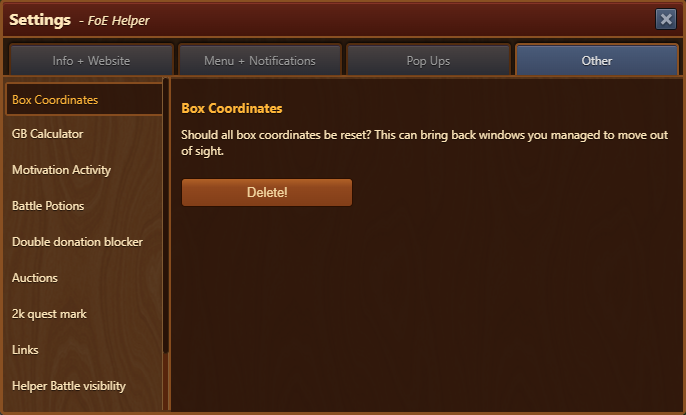 Settings - FoE Helper
Info + Website
Menu + Notifications
Pop Ups
Other
Box Coordinates
GB Calculator
Motivation Activity
Battle Potions
Double donation blocker
Auctions
2k quest mark
Links
Helper Battle visibility
Box Coordinates
Should all box coordinates be reset? This can bring back windows you managed to move out
of sight.
Delete!